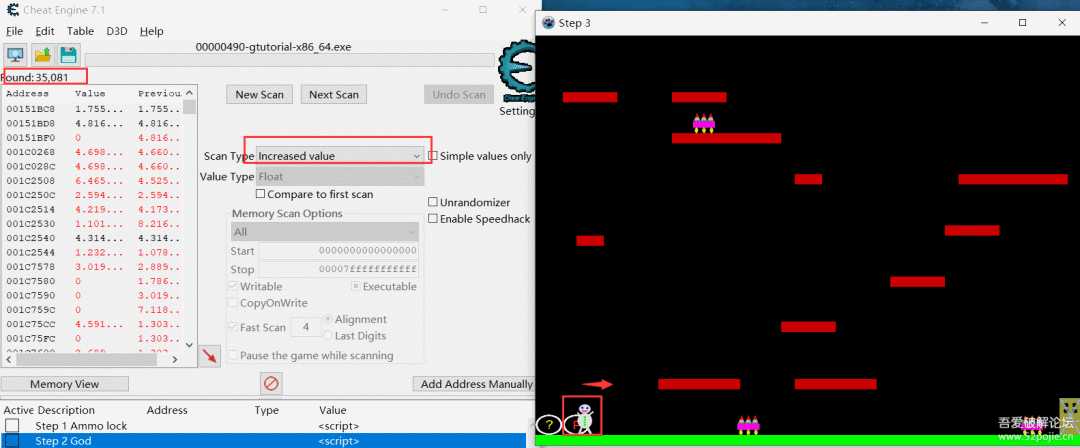 Cheat Engine 7.1
File Edit Table D3D Help
00000490-gtutorial-x86_64.exe
Found:35,081
Address Value Previou
00151BC8 1.755... 1.755..
00151BD8 4.816... 4.816..
00151BF0 0 4.816..
001C0268 4.698... 4.660..
001C028C 4.698... 4.660..
001C2508 6.465... 4.525..
001C250C 2.594... 2.594..
001C2514 4.219... 4.173..
001C2530 1.101... 8.216..
001C2540 4.314... 4.314..
001C2544 1.232... 1.078..
001C7578 3.019... 2.889..
001C7580 0 1.786..
001C7590 0 3.019..
001C759C 0 7.118..
001C75CC 4.591... 1.303..
001C75FC 0 1.303..
New Scan Next Scan Undo Scan
Cheat Engine
Setting
Scan Type Increased value
Simple values only
Value Type Float
Compare to first scan
Unrandomizer
Enable Speedhack
Memory Scan Options
All
Start 0000000000000000
Stop 00007fffffffffff
Writable Executable
CopyOnWrite
Fast Scan 4 Alignment
Last Digits
Pause the game while scanning
Memory View
Add Address Manually
Active Description Address Type Value
Step 1 Ammo lock <script>
Step 2 God <script>
Step 3
?
吾爱破解论坛
www.52pojie.cn